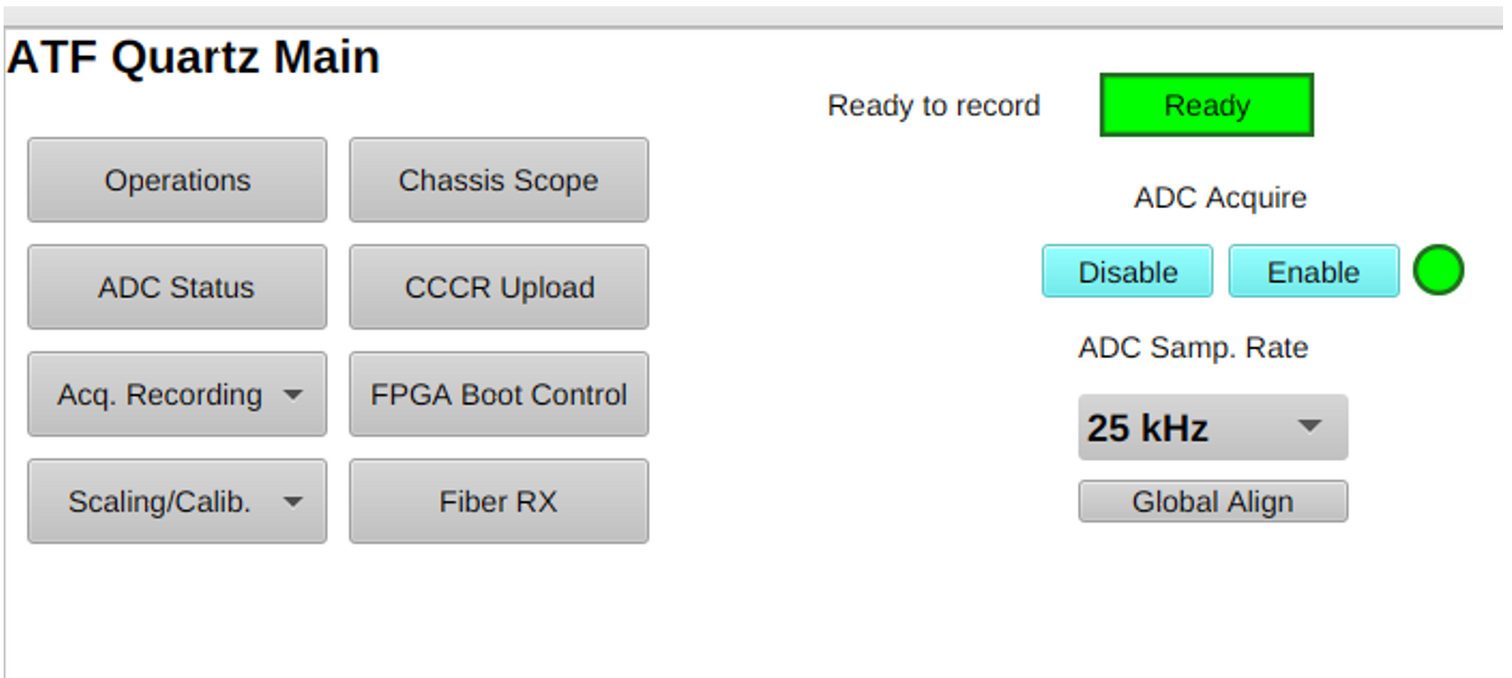 ATF Quartz Main
Ready to record Ready
Operations Chassis Scope
ADC Acquire
ADC Status CCCR Upload
Disable Enable
ADC Samp. Rate
Acq. Recording FPGA Boot Control
25 kHz
Scaling/Calib. Fiber RX
Global Align